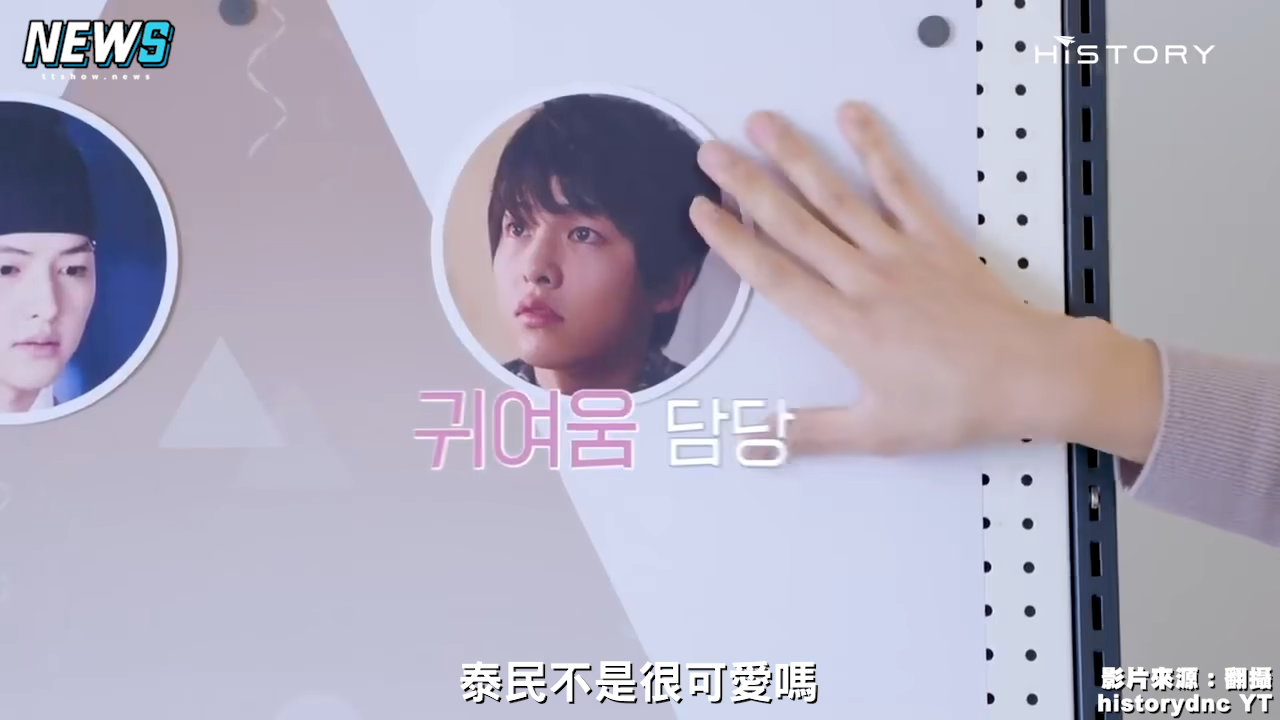 NEWS
ttshow.news
HiSTORY
귀여움 담당
泰民不是很可愛嗎
影片來源：翻攝
historydnc YT